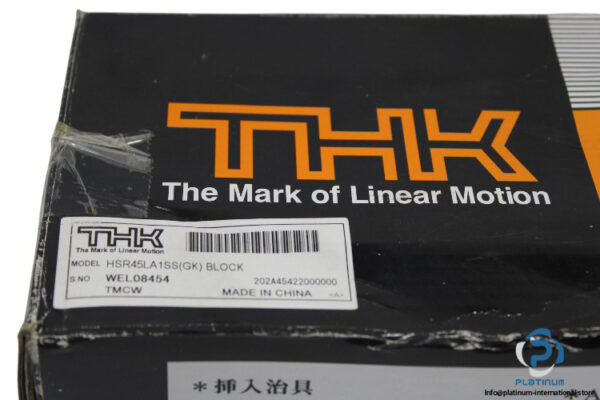 THK
The Mark of Linear Motion
THK
The Mark of Linear Motion
MODEL HSR45LA1SS(GK) BLOCK
S.NO WEL08454 202A45422000000
TMCW MADE IN CHINA <A>
*挿入治具
PLATINUM
info@platinum-international.store